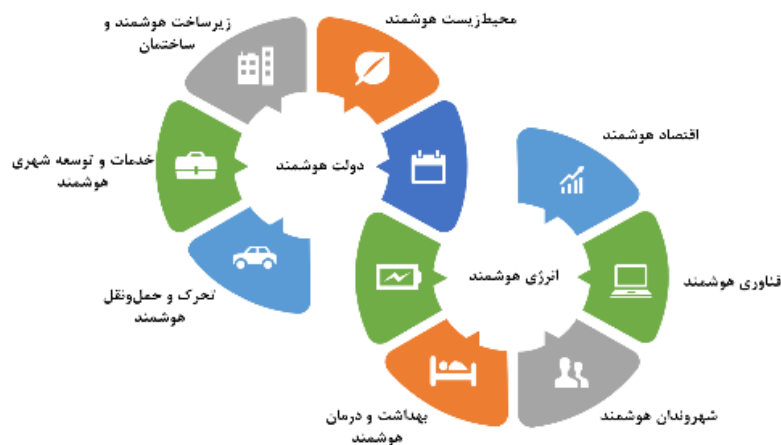 محیط‌زیست هوشمند
زیرساخت هوشمند و
ساختمان
دولت هوشمند
خدمات و توسعه شهری
هوشمند
تحرک و حمل‌ونقل
هوشمند
اقتصاد هوشمند
انرژی هوشمند
فناوری هوشمند
شهروندان هوشمند
بهداشت و درمان
هوشمند